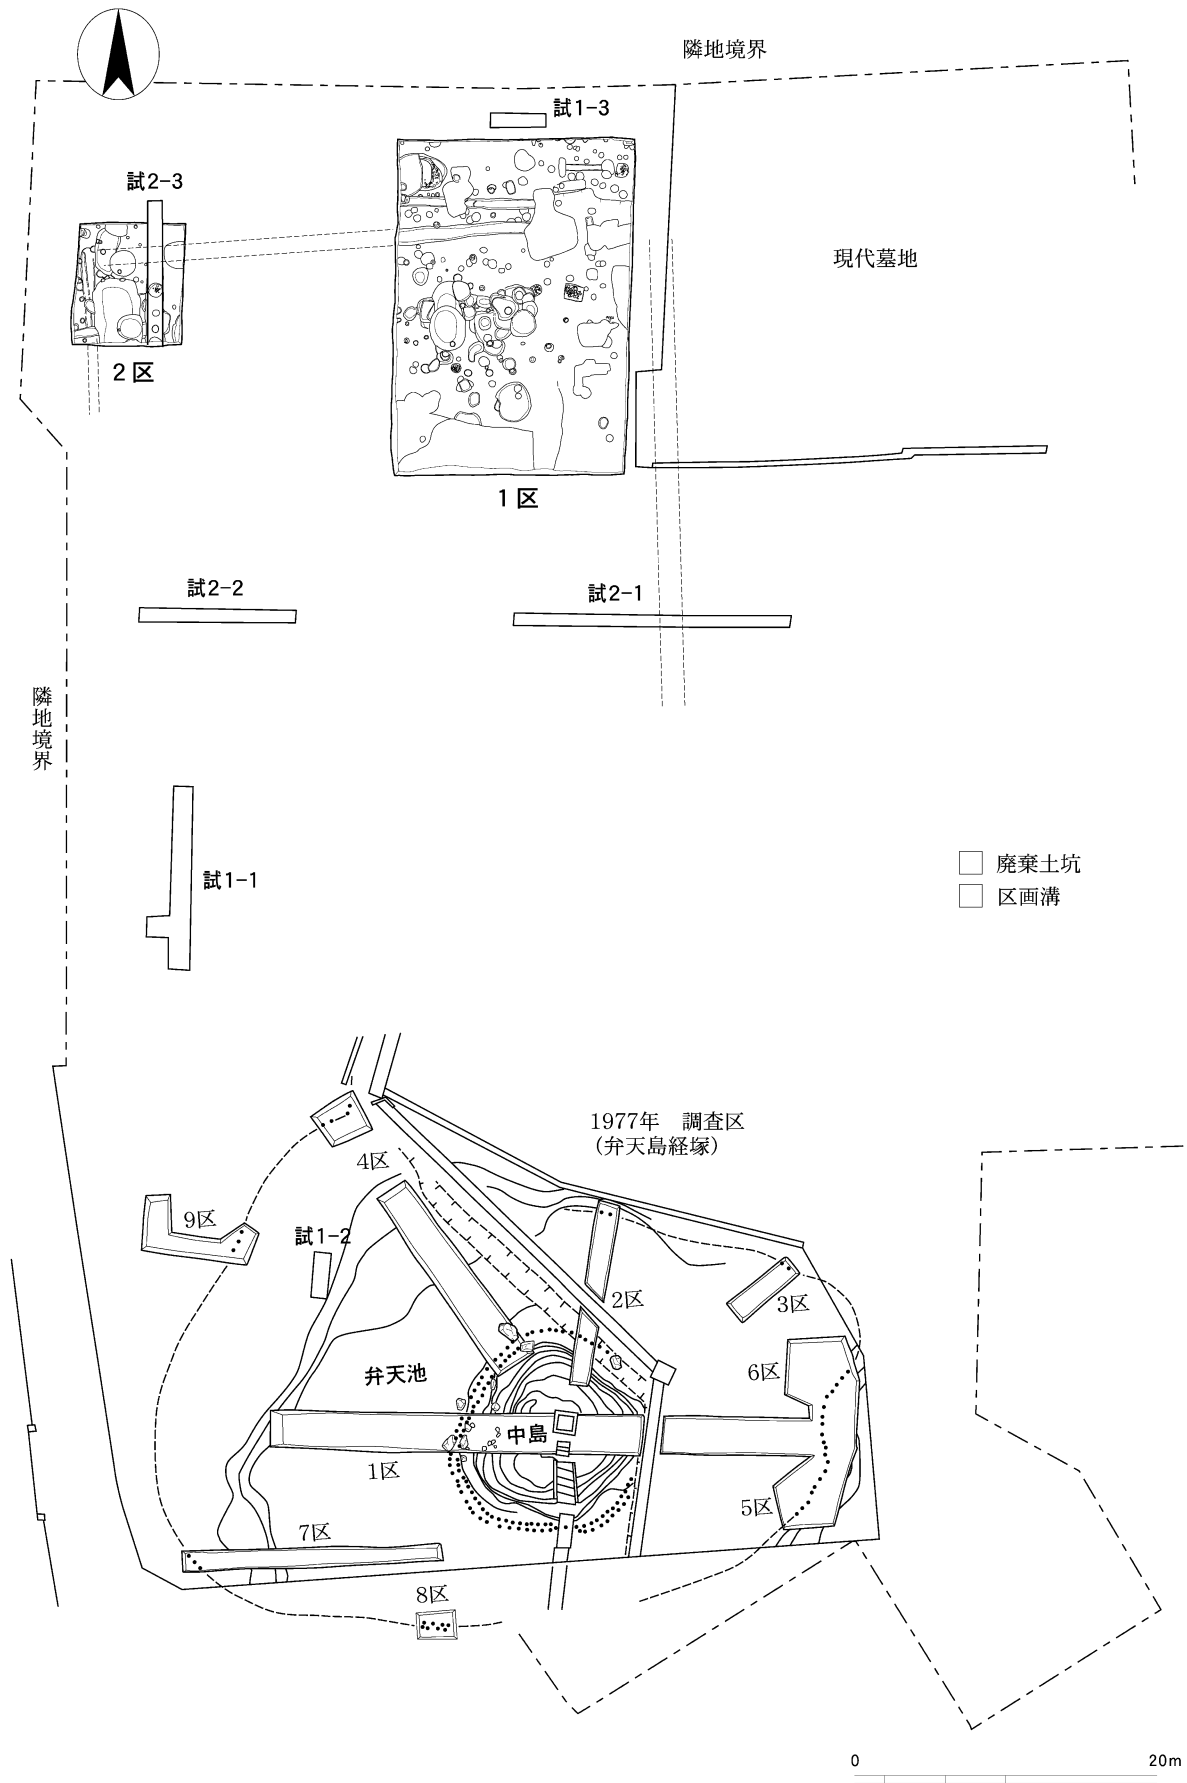 隣地境界
試1-3
試2-3
現代墓地
2区
1区
試2-2
試2-1
隣地境界
試1-1
廃棄土坑
区画溝
1977年　調査区
（弁天島経塚）
4区
9区
試1-2
2区
3区
6区
弁天池
中島
1区
5区
7区
8区
0
20m